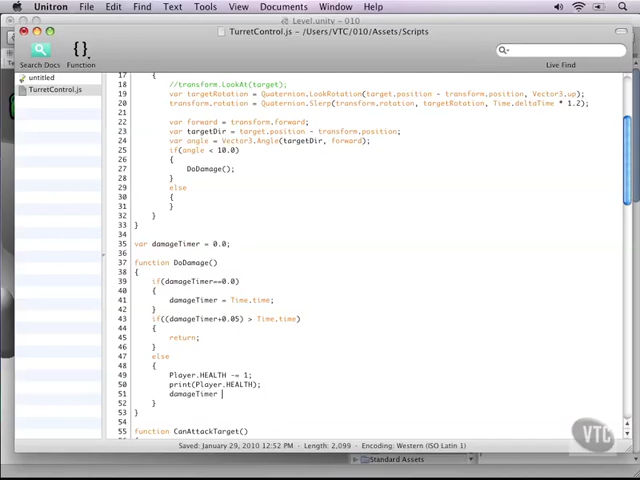 Unitron File Edit Find Text View Documents Window Help
Level.unity — 010
TurretControl.js — /Users/VTC/010/Assets/Scripts
Search Docs
Function
Live Find
untitled
TurretControl.js
17 {
18 //transform.LookAt(target);
19 var targetRotation = Quaternion.LookRotation(target.position - transform.position, Vector3.up);
20 transform.rotation = Quaternion.Slerp(transform.rotation, targetRotation, Time.deltaTime * 1.2);
21
22 var forward = transform.forward;
23 var targetDir = target.position - transform.position;
24 var angle = Vector3.Angle(targetDir, forward);
25 if(angle < 10.0)
26 {
27 DoDamage();
28 }
29 else
30 {
31 }
32 }
33 }
34
35 var damageTimer = 0.0;
36
37 function DoDamage()
38 {
39 if(damageTimer==0.0)
40 {
41 damageTimer = Time.time;
42 }
43 if((damageTimer+0.05) > Time.time)
44 {
45 return;
46 }
47 else
48 {
49 Player.HEALTH -= 1;
50 print(Player.HEALTH);
51 damageTimer
52 }
53 }
54
55 function CanAttackTarget()
Saved: January 29, 2010 12:52 PM • Length: 2,099 • Encoding: Western (ISO Latin 1)
Standard Assets
VTC